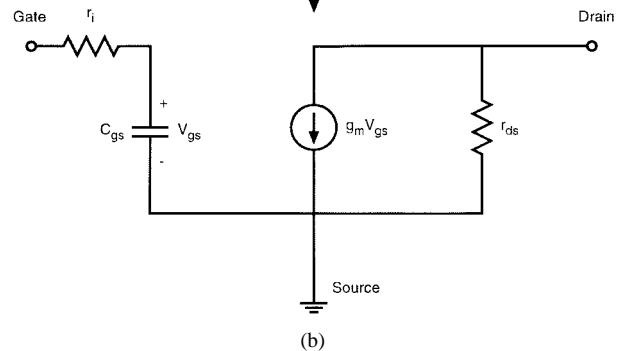 Gate
r_i
Drain
+
C_gs
V_gs
-
g_mV_gs
r_ds
Source
(b)